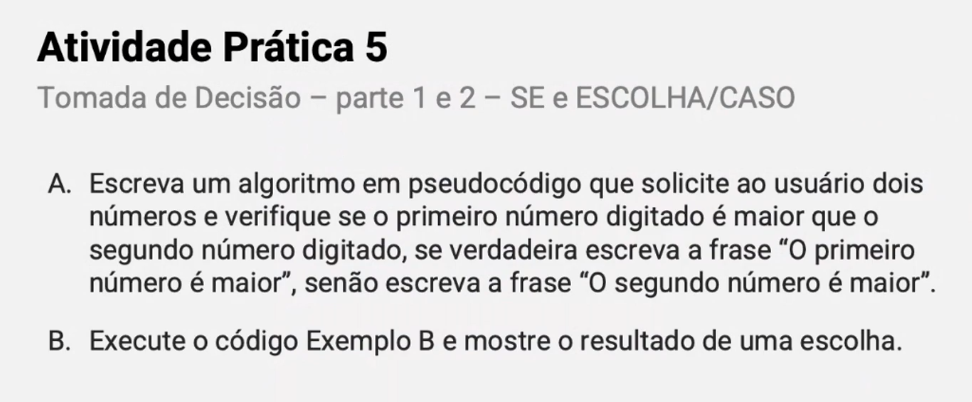 Atividade Prática 5
Tomada de Decisão – parte 1 e 2 – SE e ESCOLHA/CASO
A. Escreva um algoritmo em pseudocódigo que solicite ao usuário dois
números e verifique se o primeiro número digitado é maior que o
segundo número digitado, se verdadeira escreva a frase “O primeiro
número é maior”, senão escreva a frase “O segundo número é maior”.
B. Execute o código Exemplo B e mostre o resultado de uma escolha.